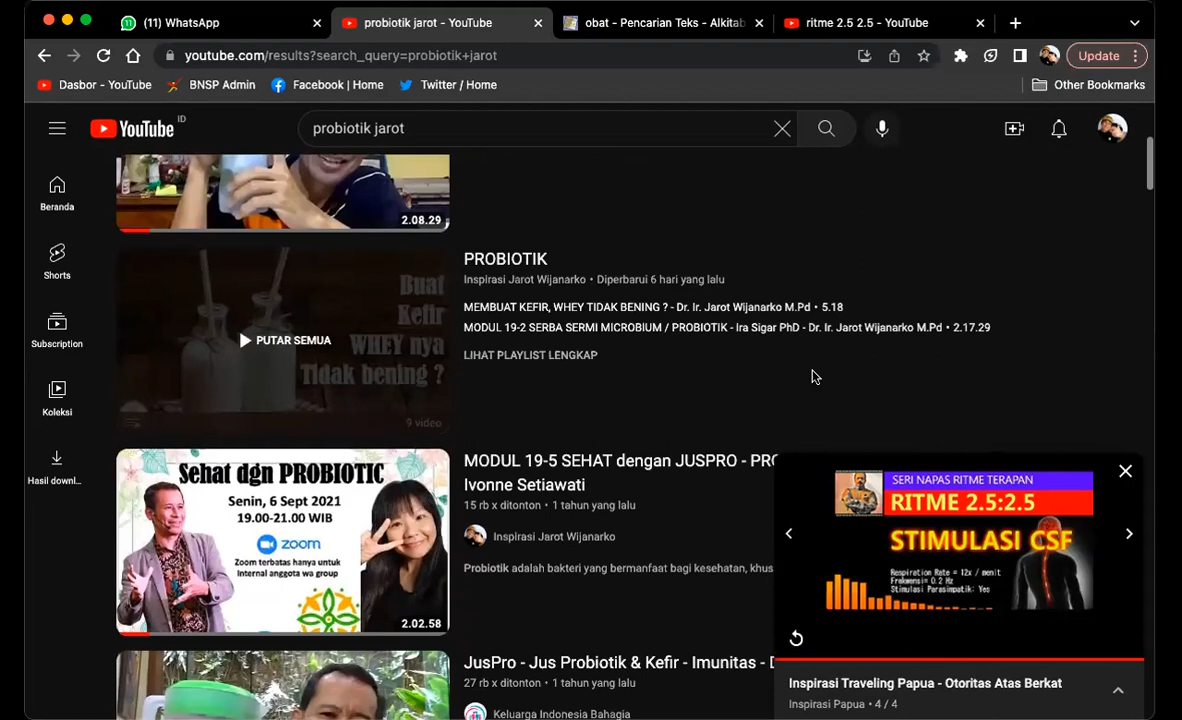 (11) WhatsApp
probiotik jarot - YouTube
obat - Pencarian Teks - Alkitab
ritme 2.5 2.5 - YouTube
youtube.com/results?search_query=probiotik+jarot
Update
Dasbor - YouTube
BNSP Admin
Facebook | Home
Twitter / Home
Other Bookmarks
YouTube ID
probiotik jarot
Beranda
Shorts
Subscription
Koleksi
Hasil downl...
2.08.29
Buat
Kefir,
WHEY nya
Tidak bening ?
PUTAR SEMUA
9 video
PROBIOTIK
Inspirasi Jarot Wijanarko • Diperbarui 6 hari yang lalu
MEMBUAT KEFIR, WHEY TIDAK BENING ? - Dr. Ir. Jarot Wijanarko M.Pd • 5.18
MODUL 19-2 SERBA SERMI MICROBIUM / PROBIOTIK - Ira Sigar PhD - Dr. Ir. Jarot Wijanarko M.Pd • 2.17.29
LIHAT PLAYLIST LENGKAP
Sehat dgn PROBIOTIC
Senin, 6 Sept 2021
19.00-21.00 WIB
zoom
Zoom terbatas hanya untuk
Internal anggota wa group
2.02.58
MODUL 19-5 SEHAT dengan JUSPRO - PRO
Ivonne Setiawati
15 rb x ditonton • 1 tahun yang lalu
Inspirasi Jarot Wijanarko
Probiotik adalah bakteri yang bermanfaat bagi kesehatan, khus
JusPro - Jus Probiotik & Kefir - Imunitas - D
27 rb x ditonton • 1 tahun yang lalu
Keluarga Indonesia Bahagia
SERI NAPAS RITME TERAPAN
RITME 2.5:2.5
STIMULASI CSF
Respiration Rate = 12x / menit
Frekuensi= 0.2 Hz
Stimulasi Parasimpatik: Yes
Inspirasi Traveling Papua - Otoritas Atas Berkat
Inspirasi Papua • 4 / 4